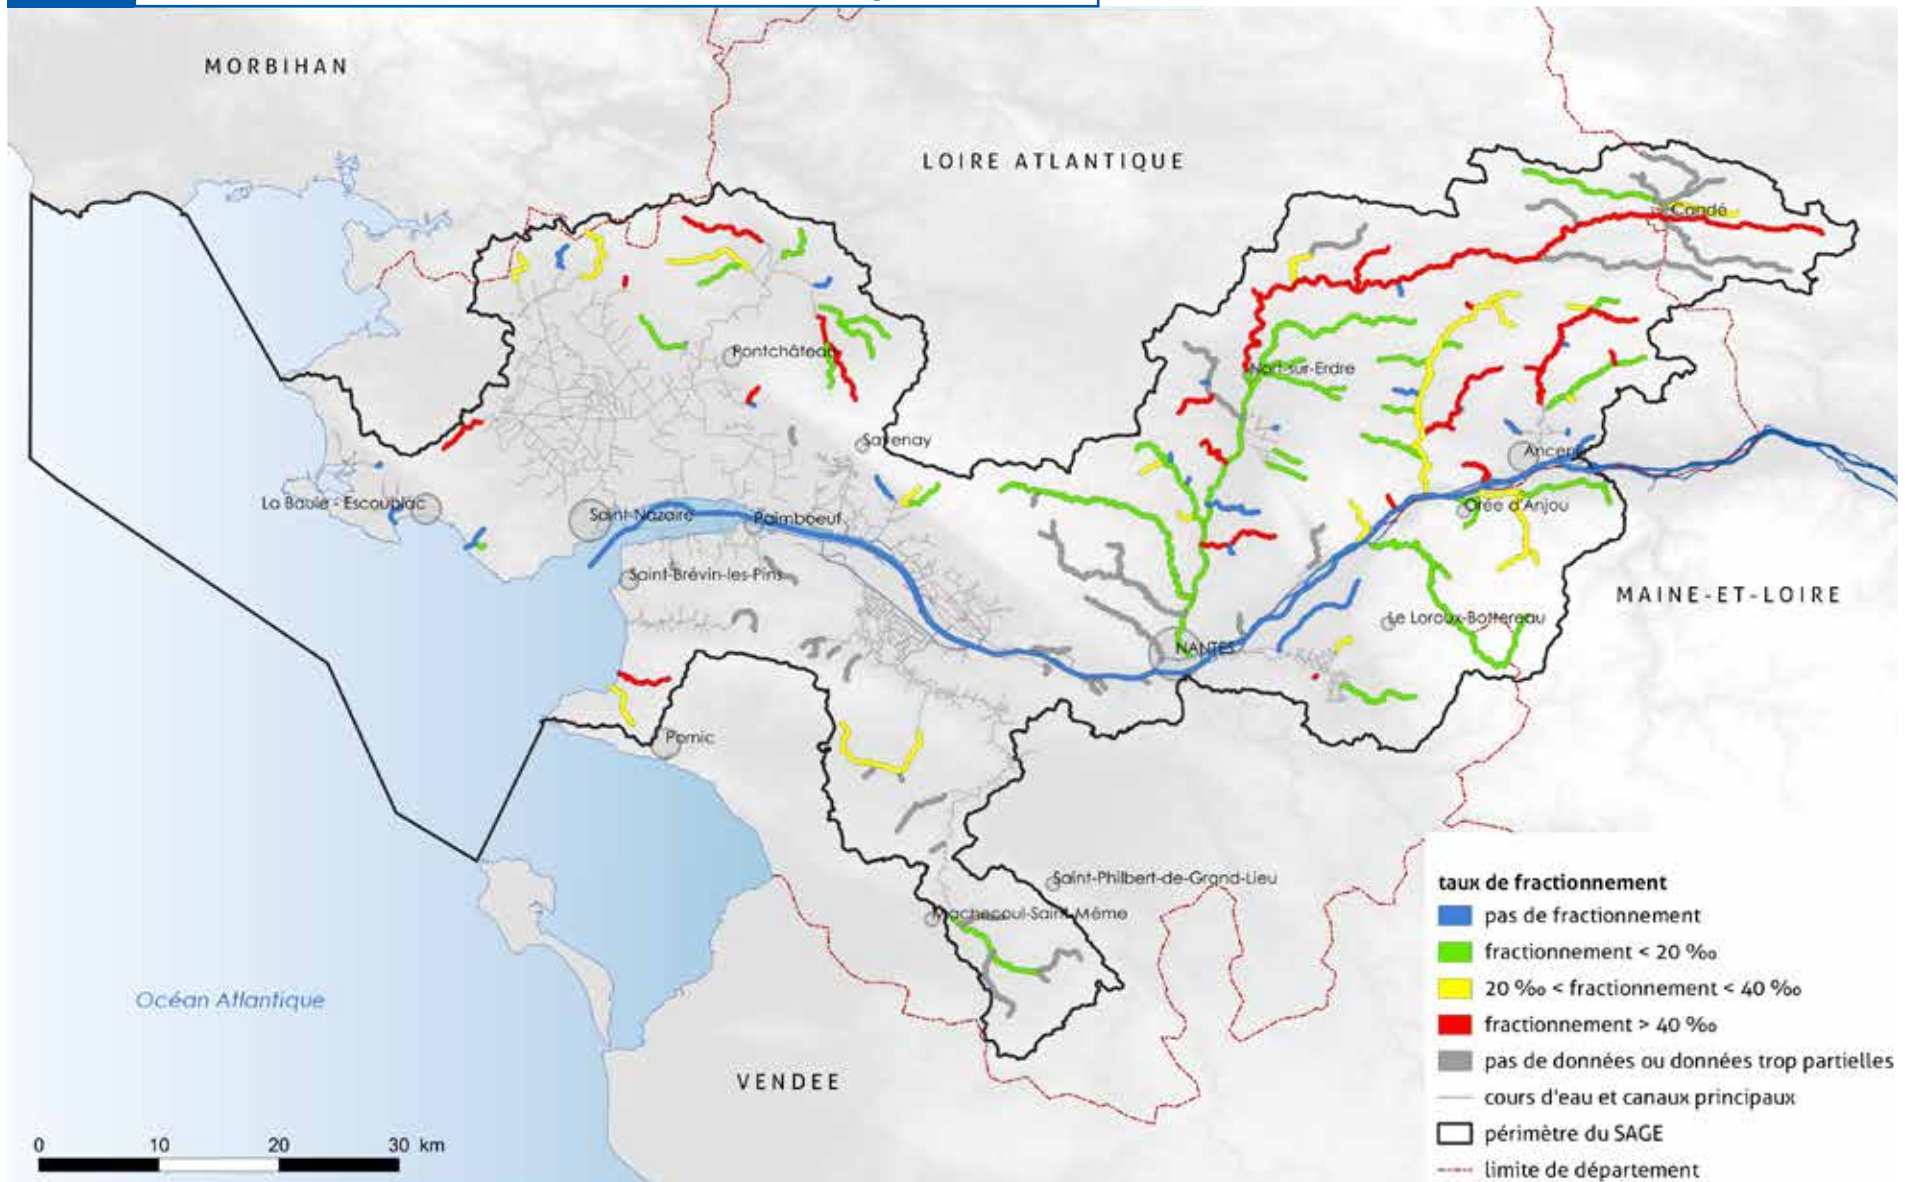 MORBIHAN
LOIRE ATLANTIQUE
Candé
Pontchâteau
Nort-sur-Erdre
Savenay
Ancenis
La Baule - Escoublac
Saint-Nazaire
Paimboeuf
Orée d'Anjou
Saint-Brévin-les-Pins
MAINE-ET-LOIRE
Le Loroux-Bottereau
NANTES
Pornic
Saint-Philbert-de-Grand-Lieu
Machecoul-Saint-Même
Océan Atlantique
VENDEE
taux de fractionnement
pas de fractionnement
fractionnement < 20 ‰
20 ‰ < fractionnement < 40 ‰
fractionnement > 40 ‰
pas de données ou données trop partielles
cours d'eau et canaux principaux
périmètre du SAGE
limite de département
0 10 20 30 km